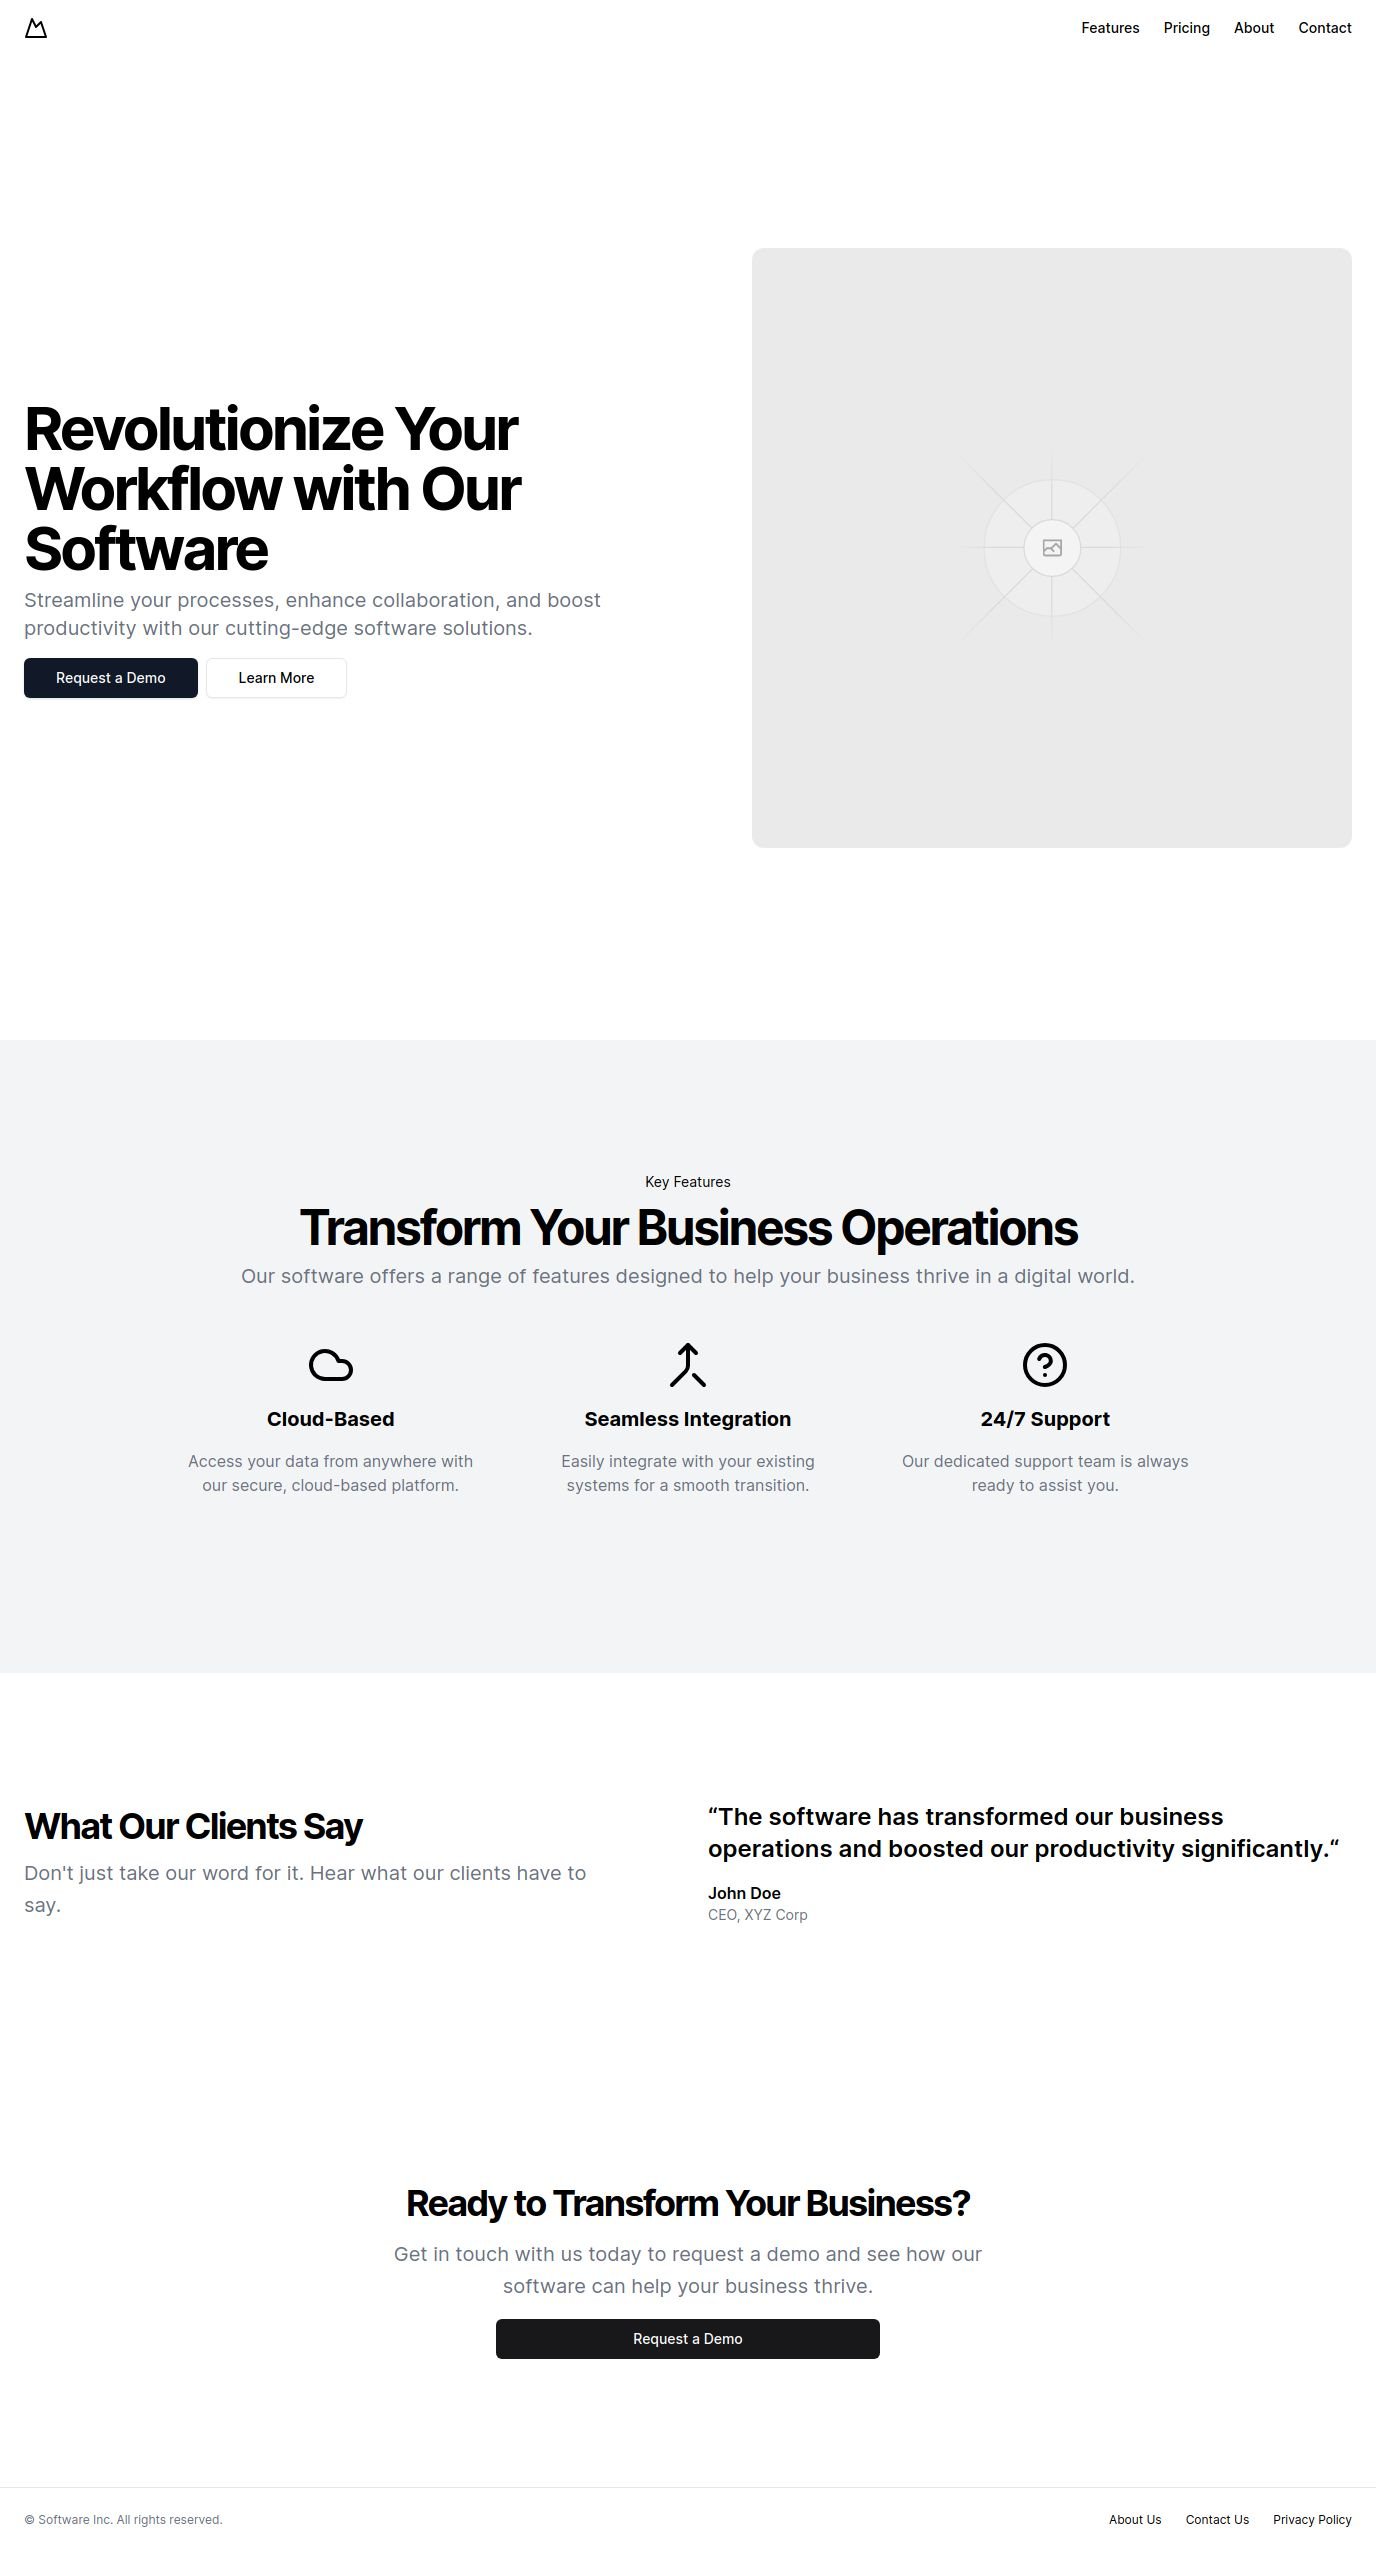 Features Pricing About Contact
Revolutionize Your
Workflow with Our
Software
Streamline your processes, enhance collaboration, and boost
productivity with our cutting-edge software solutions.
Request a Demo Learn More
Key Features
Transform Your Business Operations
Our software offers a range of features designed to help your business thrive in a digital world.
Cloud-Based
Access your data from anywhere with
our secure, cloud-based platform.
Seamless Integration
Easily integrate with your existing
systems for a smooth transition.
24/7 Support
Our dedicated support team is always
ready to assist you.
What Our Clients Say
Don't just take our word for it. Hear what our clients have to
say.
“The software has transformed our business
operations and boosted our productivity significantly.“
John Doe
CEO, XYZ Corp
Ready to Transform Your Business?
Get in touch with us today to request a demo and see how our
software can help your business thrive.
Request a Demo
© Software Inc. All rights reserved.
About Us Contact Us Privacy Policy